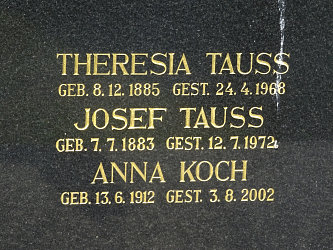 THERESIA TAUSS
GEB. 8.12.1885 GEST. 24.4.1968
JOSEF TAUSS
GEB. 7.7.1883 GEST. 12.7.1972
ANNA KOCH
GEB. 13.6.1912 GEST. 3.8.2002